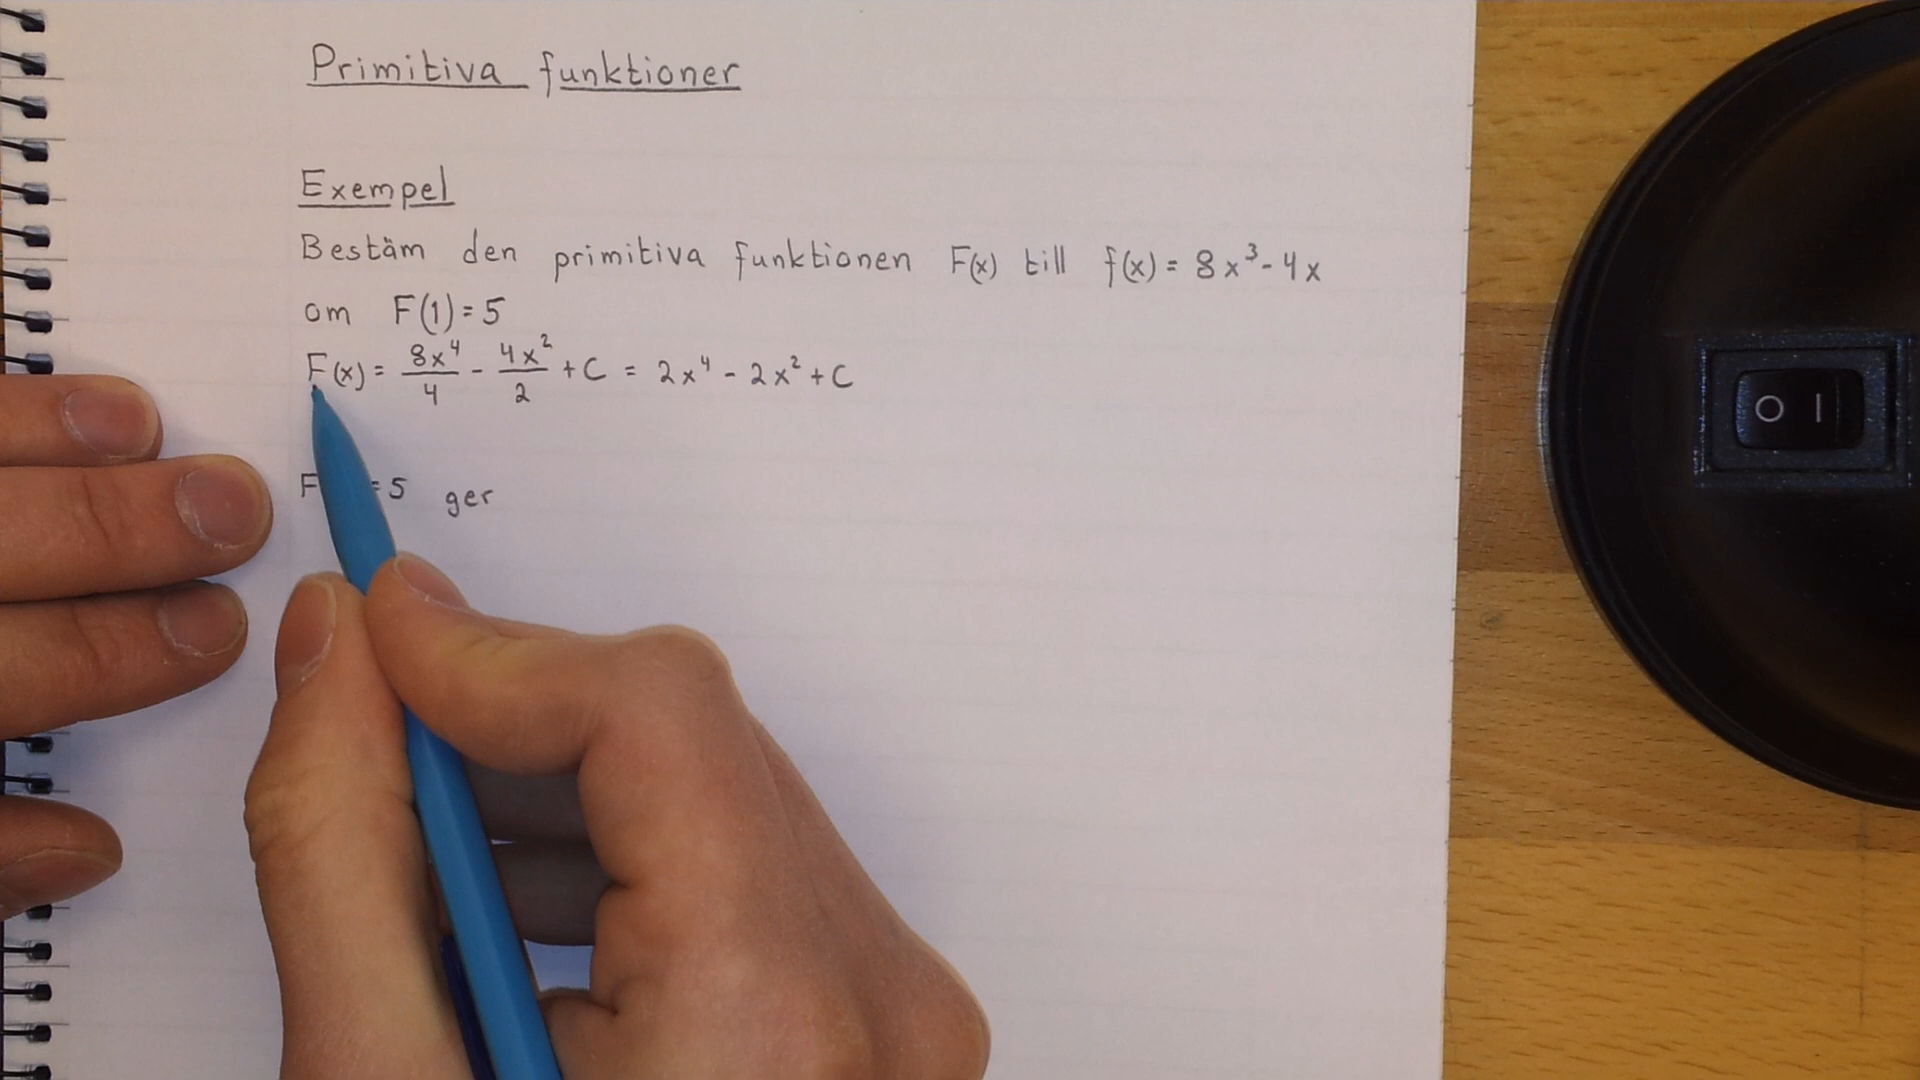 Primitiva funktioner
Exempel
Bestäm den primitiva funktionen F(x) till f(x) = 8x³ - 4x
om F(1) = 5
F(x) = 8x⁴/4 - 4x²/2 + C = 2x⁴ - 2x² + C
F = 5 ger
O I